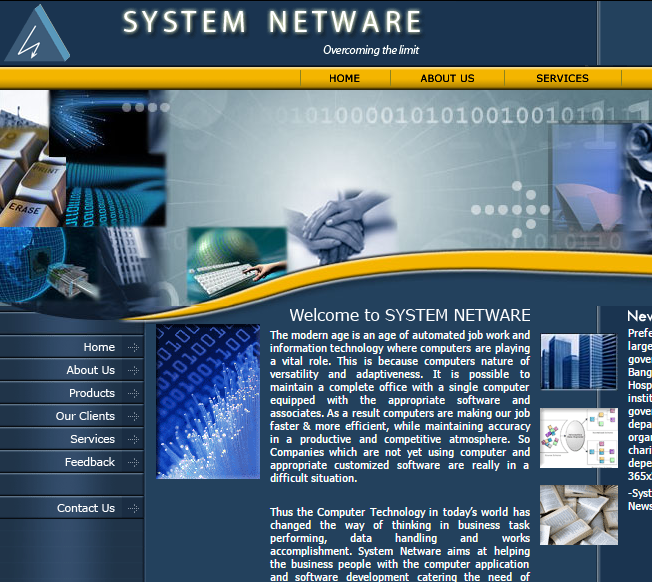 SYSTEM NETWARE
Overcoming the limit
HOME ABOUT US SERVICES
PRINT
ERASE
Home
About Us
Products
Our Clients
Services
Feedback
Contact Us
Welcome to SYSTEM NETWARE
The modern age is an age of automated job work and
information technology where computers are playing
a vital role. This is because computers nature of
versatility and adaptiveness. It is possible to
maintain a complete office with a single computer
equipped with the appropriate software and
associates. As a result computers are making our job
faster & more efficient, while maintaining accuracy
in a productive and competitive atmosphere. So
Companies which are not yet using computer and
appropriate customized software are really in a
difficult situation.
Thus the Computer Technology in today's world has
changed the way of thinking in business task
performing, data handling and works
accomplishment. System Netware aims at helping
the business people with the computer application
and software development catering the need of
New
Prefe
large
gover
Bang
Hosp
instit
gover
depa
organ
chari
depe
365x
-Syst
News